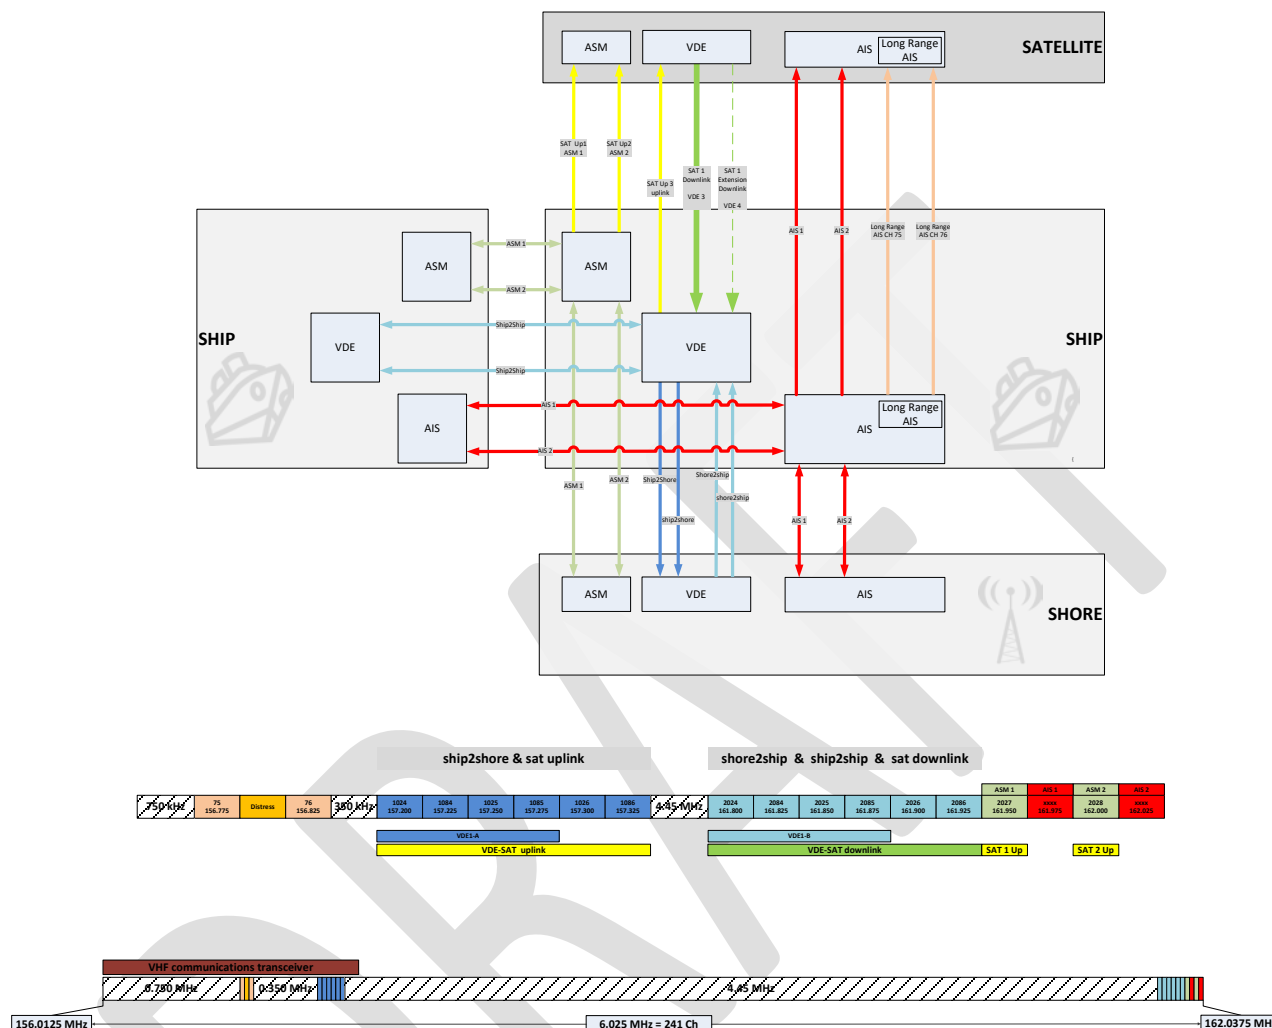 SATELLITE
ASM
VDE
AIS
Long Range
AIS
SAT Up1
ASM 1
SAT Up2
ASM 2
SAT Up 3
uplink
SAT 1
Downlink
VDE 3
SAT 1
Extension
Downlink
VDE 4
AIS 1
AIS 2
Long Range
AIS CH 75
Long Range
AIS CH 76
SHIP
ASM
VDE
AIS
ASM 1
ASM 2
Ship2Ship
Ship2Ship
AIS 1
AIS 2
ASM
VDE
SHIP
AIS
Long Range
AIS
ASM 1
ASM 2
Ship2Shore
ship2shore
Shore2ship
shore2ship
AIS 1
AIS 2
ASM
VDE
AIS
SHORE
ship2shore & sat uplink
shore2ship & ship2ship & sat downlink
750 kHz
75
156.775
Distress
76
156.825
350 kHz
1024
157.200
1084
157.225
1025
157.250
1085
157.275
1026
157.300
1086
157.325
4.45 MHz
2024
161.800
2084
161.825
2025
161.850
2085
161.875
2026
161.900
2086
161.925
ASM 1
2027
161.950
AIS 1
xxxx
161.975
ASM 2
2028
162.000
AIS 2
xxxx
162.025
VDE1-A
VDE1-B
VDE-SAT uplink
VDE-SAT downlink
SAT 1 Up
SAT 2 Up
VHF communications transceiver
0.750 MHz
0.350 MHz
4.45 MHz
156.0125 MHz
6.025 MHz = 241 Ch
162.0375 MH
DRAFT